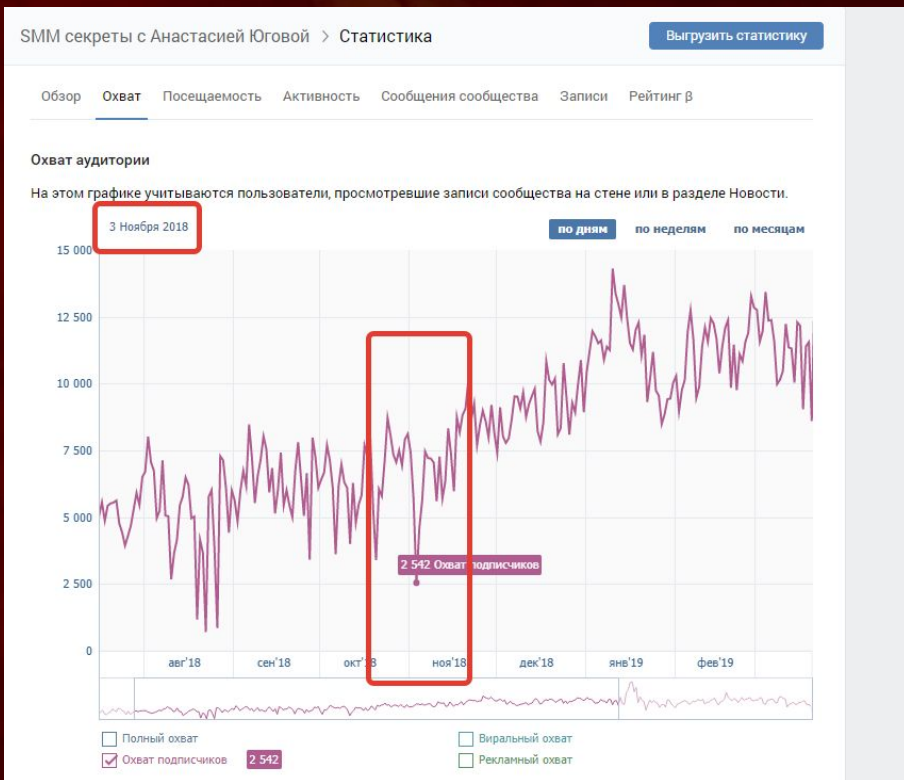 SMM секреты с Анастасией Юговой > Статистика
Выгрузить статистику
Обзор Охват Посещаемость Активность Сообщения сообщества Записи Рейтинг β
Охват аудитории
На этом графике учитываются пользователи, просмотревшие записи сообщества на стене или в разделе Новости.
3 Ноября 2018
по дням по неделям по месяцам
15 000
12 500
10 000
7 500
5 000
2 542 Охват подписчиков
2 500
0
авг'18 сен'18 окт'18 ноя'18 дек'18 янв'19 фев'19
Полный охват
Виральный охват
Охват подписчиков 2 542
Рекламный охват